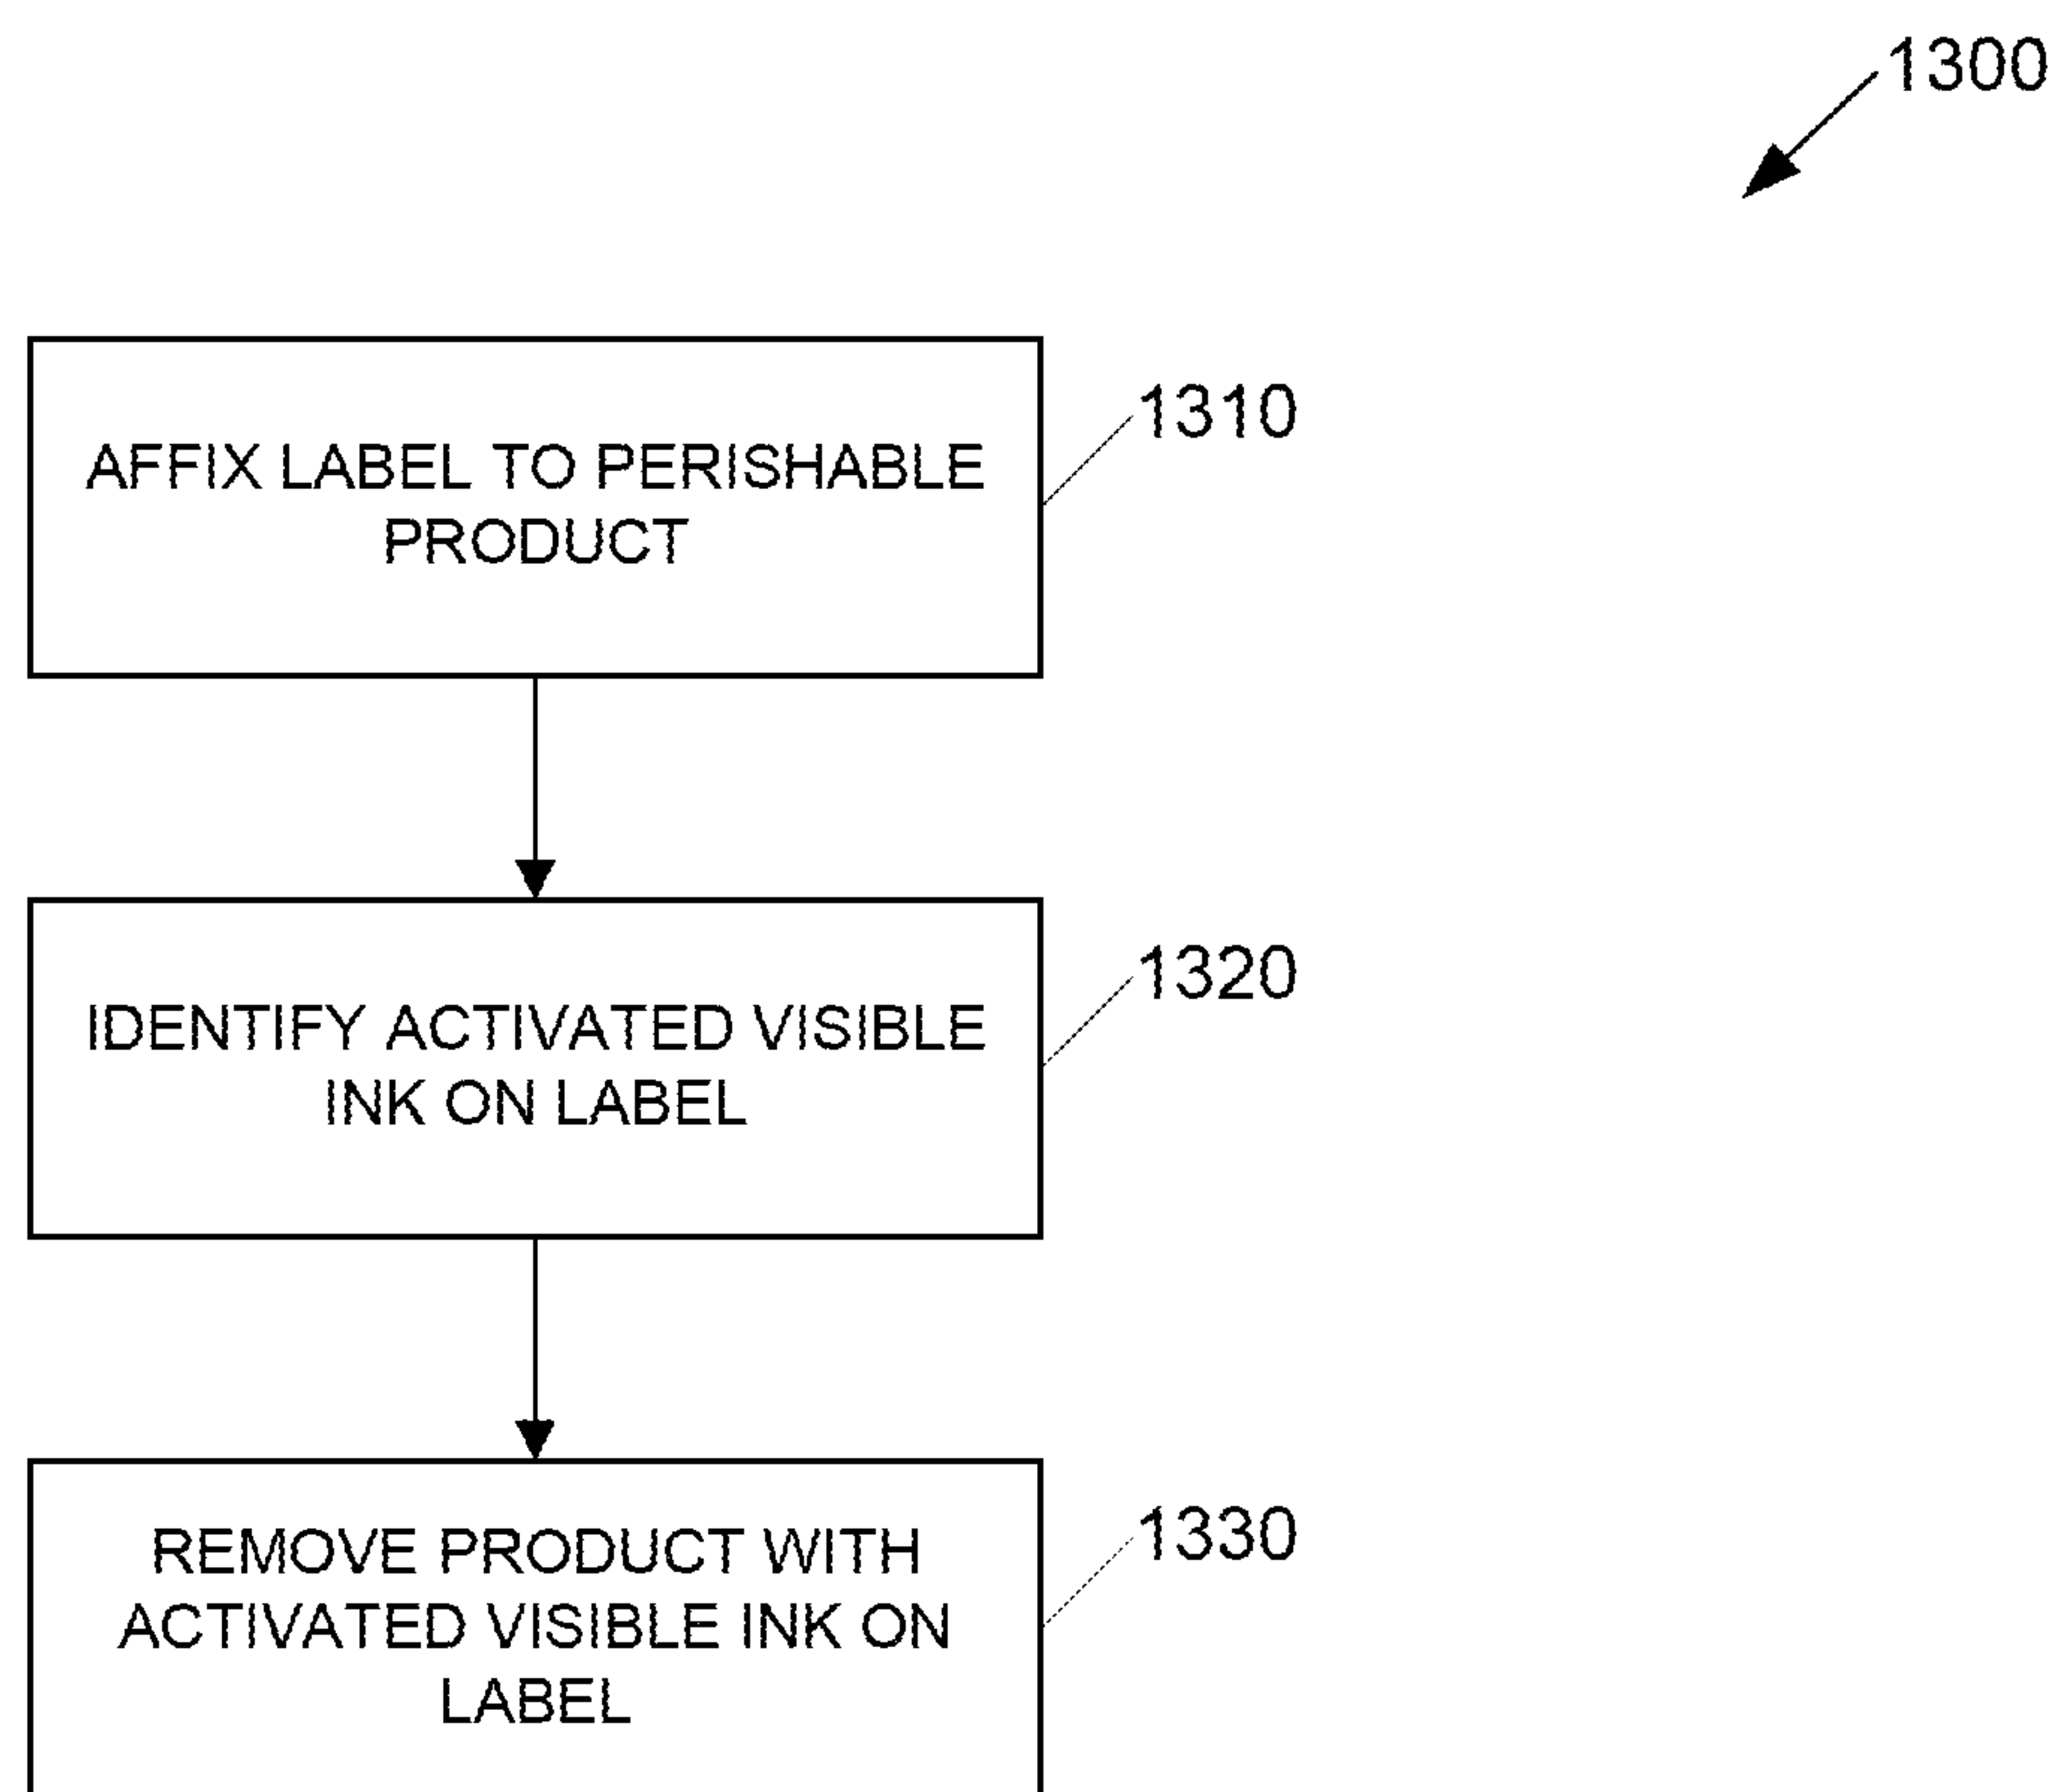 1300
AFFIX LABEL TO PERISHABLE
PRODUCT
1310
IDENTIFY ACTIVATED VISIBLE
INK ON LABEL
1320
REMOVE PRODUCT WITH
ACTIVATED VISIBLE INK ON
LABEL
1330